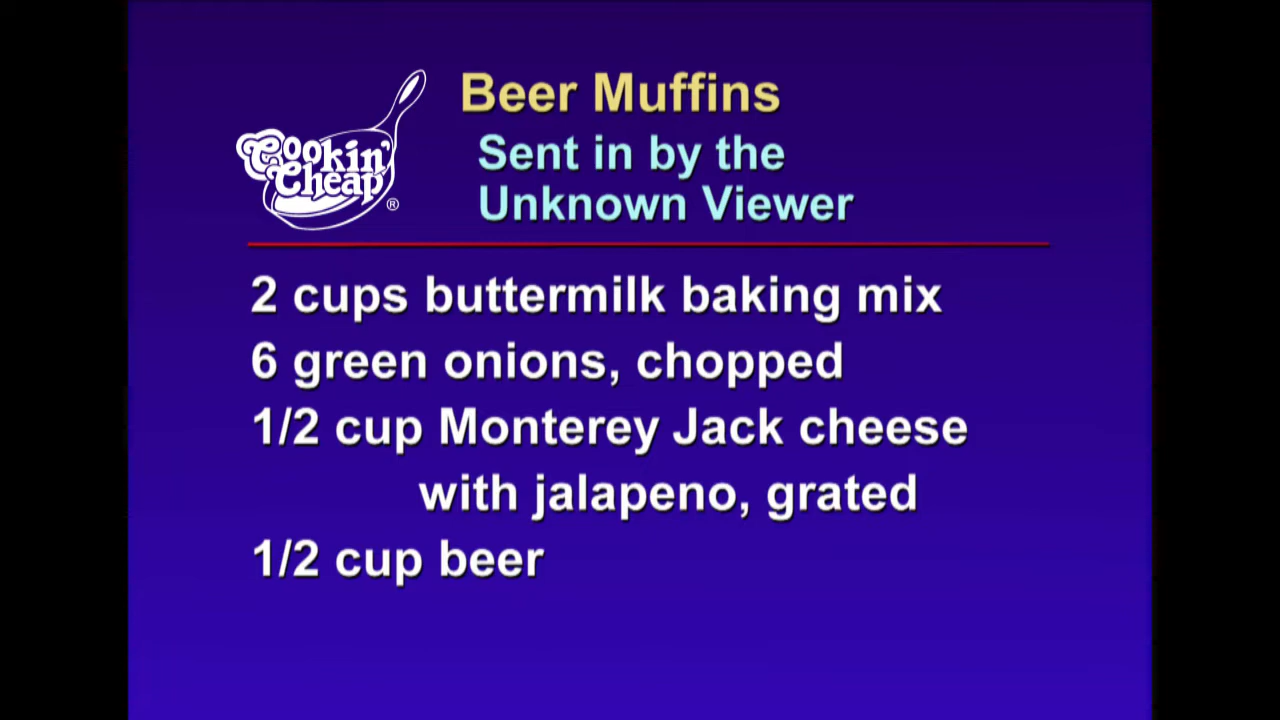 Cookin'
Cheap
®
Beer Muffins
Sent in by the
Unknown Viewer
2 cups buttermilk baking mix
6 green onions, chopped
1/2 cup Monterey Jack cheese
with jalapeno, grated
1/2 cup beer